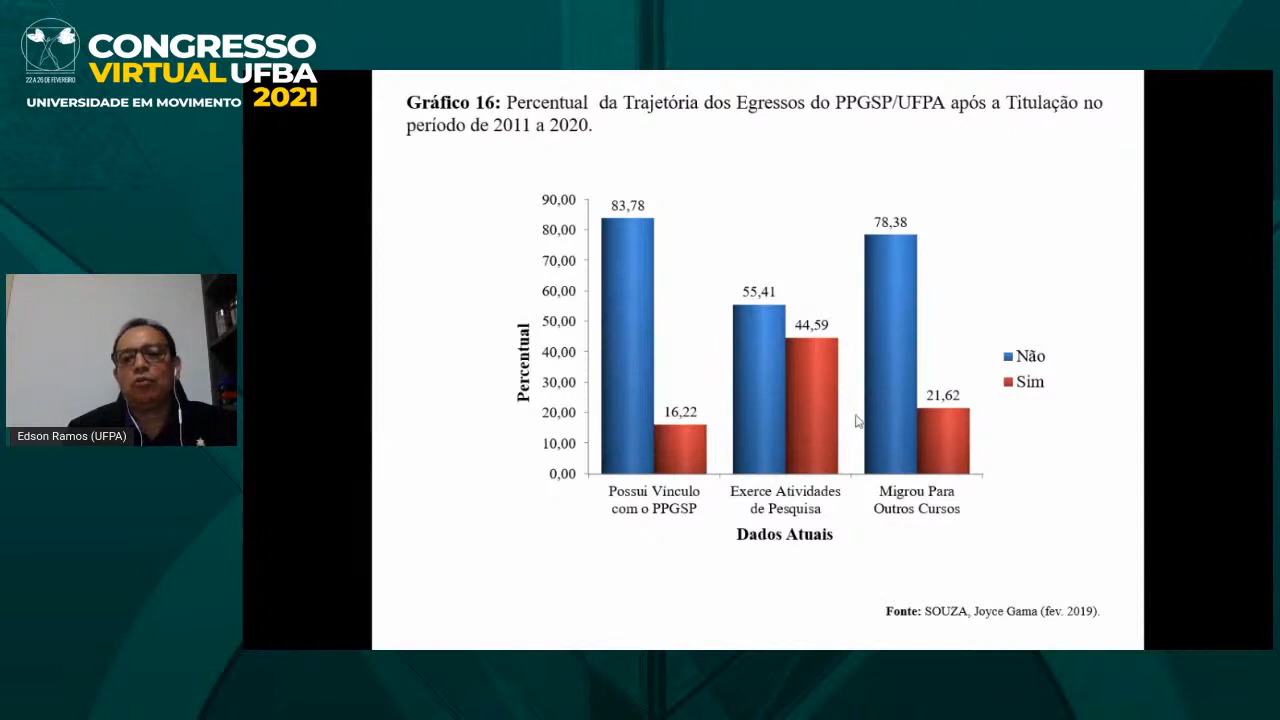 22 A 26 DE FEVEREIRO
CONGRESSO
VIRTUAL UFBA
UNIVERSIDADE EM MOVIMENTO 2021
Gráfico 16: Percentual da Trajetória dos Egressos do PPGSP/UFPA após a Titulação no
período de 2011 a 2020.
90,00
80,00
70,00
60,00
50,00
40,00
30,00
20,00
10,00
0,00
Percentual
83,78
16,22
55,41
44,59
78,38
21,62
Não
Sim
Possui Vínculo
com o PPGSP
Exerce Atividades
de Pesquisa
Migrou Para
Outros Cursos
Dados Atuais
Fonte: SOUZA, Joyce Gama (fev. 2019).
Edson Ramos (UFPA)